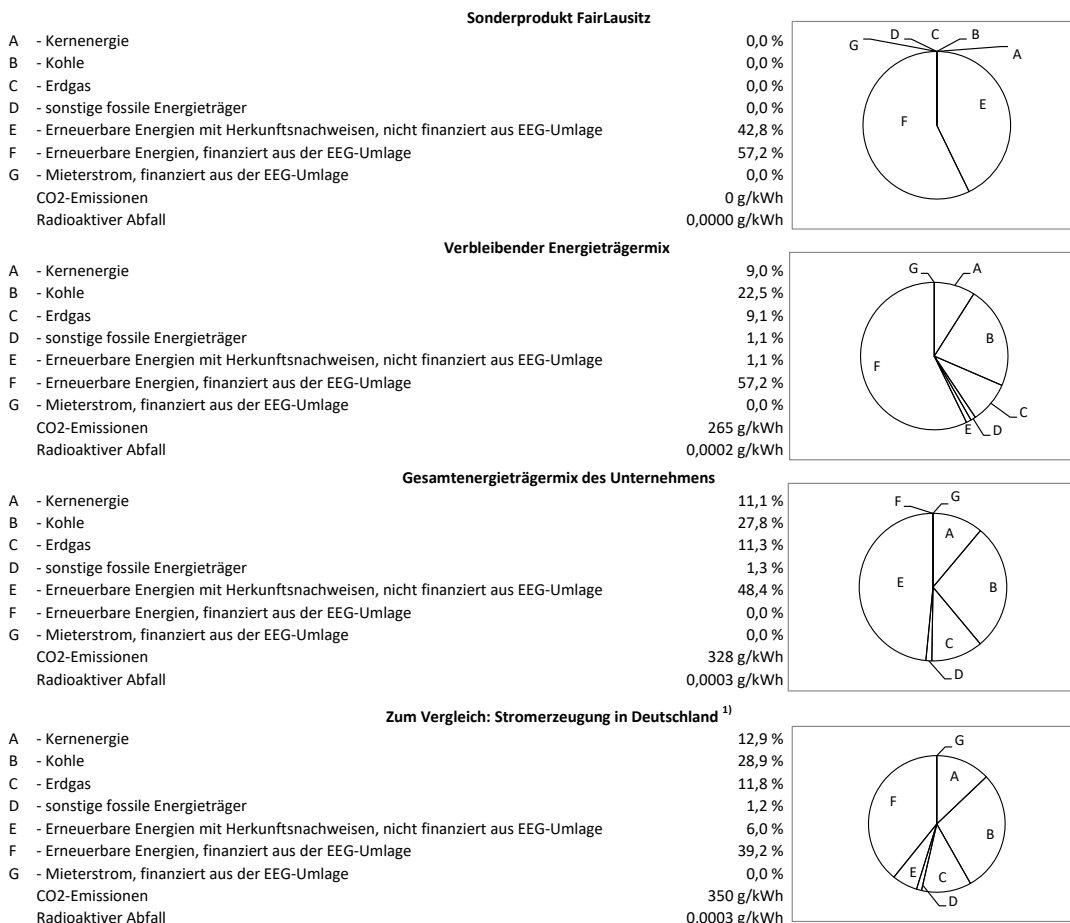 Sonderprodukt FairLausitz
A - Kernenergie 0,0 %
B - Kohle 0,0 %
C - Erdgas 0,0 %
D - sonstige fossile Energieträger 0,0 %
E - Erneuerbare Energien mit Herkunftsnachweisen, nicht finanziert aus EEG-Umlage 42,8 %
F - Erneuerbare Energien, finanziert aus der EEG-Umlage 57,2 %
G - Mieterstrom, finanziert aus der EEG-Umlage 0,0 %
CO2-Emissionen 0 g/kWh
Radioaktiver Abfall 0,0000 g/kWh
G D C B A
F E
Verbleibender Energieträgermix
A - Kernenergie 9,0 %
B - Kohle 22,5 %
C - Erdgas 9,1 %
D - sonstige fossile Energieträger 1,1 %
E - Erneuerbare Energien mit Herkunftsnachweisen, nicht finanziert aus EEG-Umlage 1,1 %
F - Erneuerbare Energien, finanziert aus der EEG-Umlage 57,2 %
G - Mieterstrom, finanziert aus der EEG-Umlage 0,0 %
CO2-Emissionen 265 g/kWh
Radioaktiver Abfall 0,0002 g/kWh
G A
F B
C
E D
Gesamtenergieträgermix des Unternehmens
A - Kernenergie 11,1 %
B - Kohle 27,8 %
C - Erdgas 11,3 %
D - sonstige fossile Energieträger 1,3 %
E - Erneuerbare Energien mit Herkunftsnachweisen, nicht finanziert aus EEG-Umlage 48,4 %
F - Erneuerbare Energien, finanziert aus der EEG-Umlage 0,0 %
G - Mieterstrom, finanziert aus der EEG-Umlage 0,0 %
CO2-Emissionen 328 g/kWh
Radioaktiver Abfall 0,0003 g/kWh
F G
A
E B
C
D
Zum Vergleich: Stromerzeugung in Deutschland 1)
A - Kernenergie 12,9 %
B - Kohle 28,9 %
C - Erdgas 11,8 %
D - sonstige fossile Energieträger 1,2 %
E - Erneuerbare Energien mit Herkunftsnachweisen, nicht finanziert aus EEG-Umlage 6,0 %
F - Erneuerbare Energien, finanziert aus der EEG-Umlage 39,2 %
G - Mieterstrom, finanziert aus der EEG-Umlage 0,0 %
CO2-Emissionen 350 g/kWh
Radioaktiver Abfall 0,0003 g/kWh
G
A
F B
E C
D